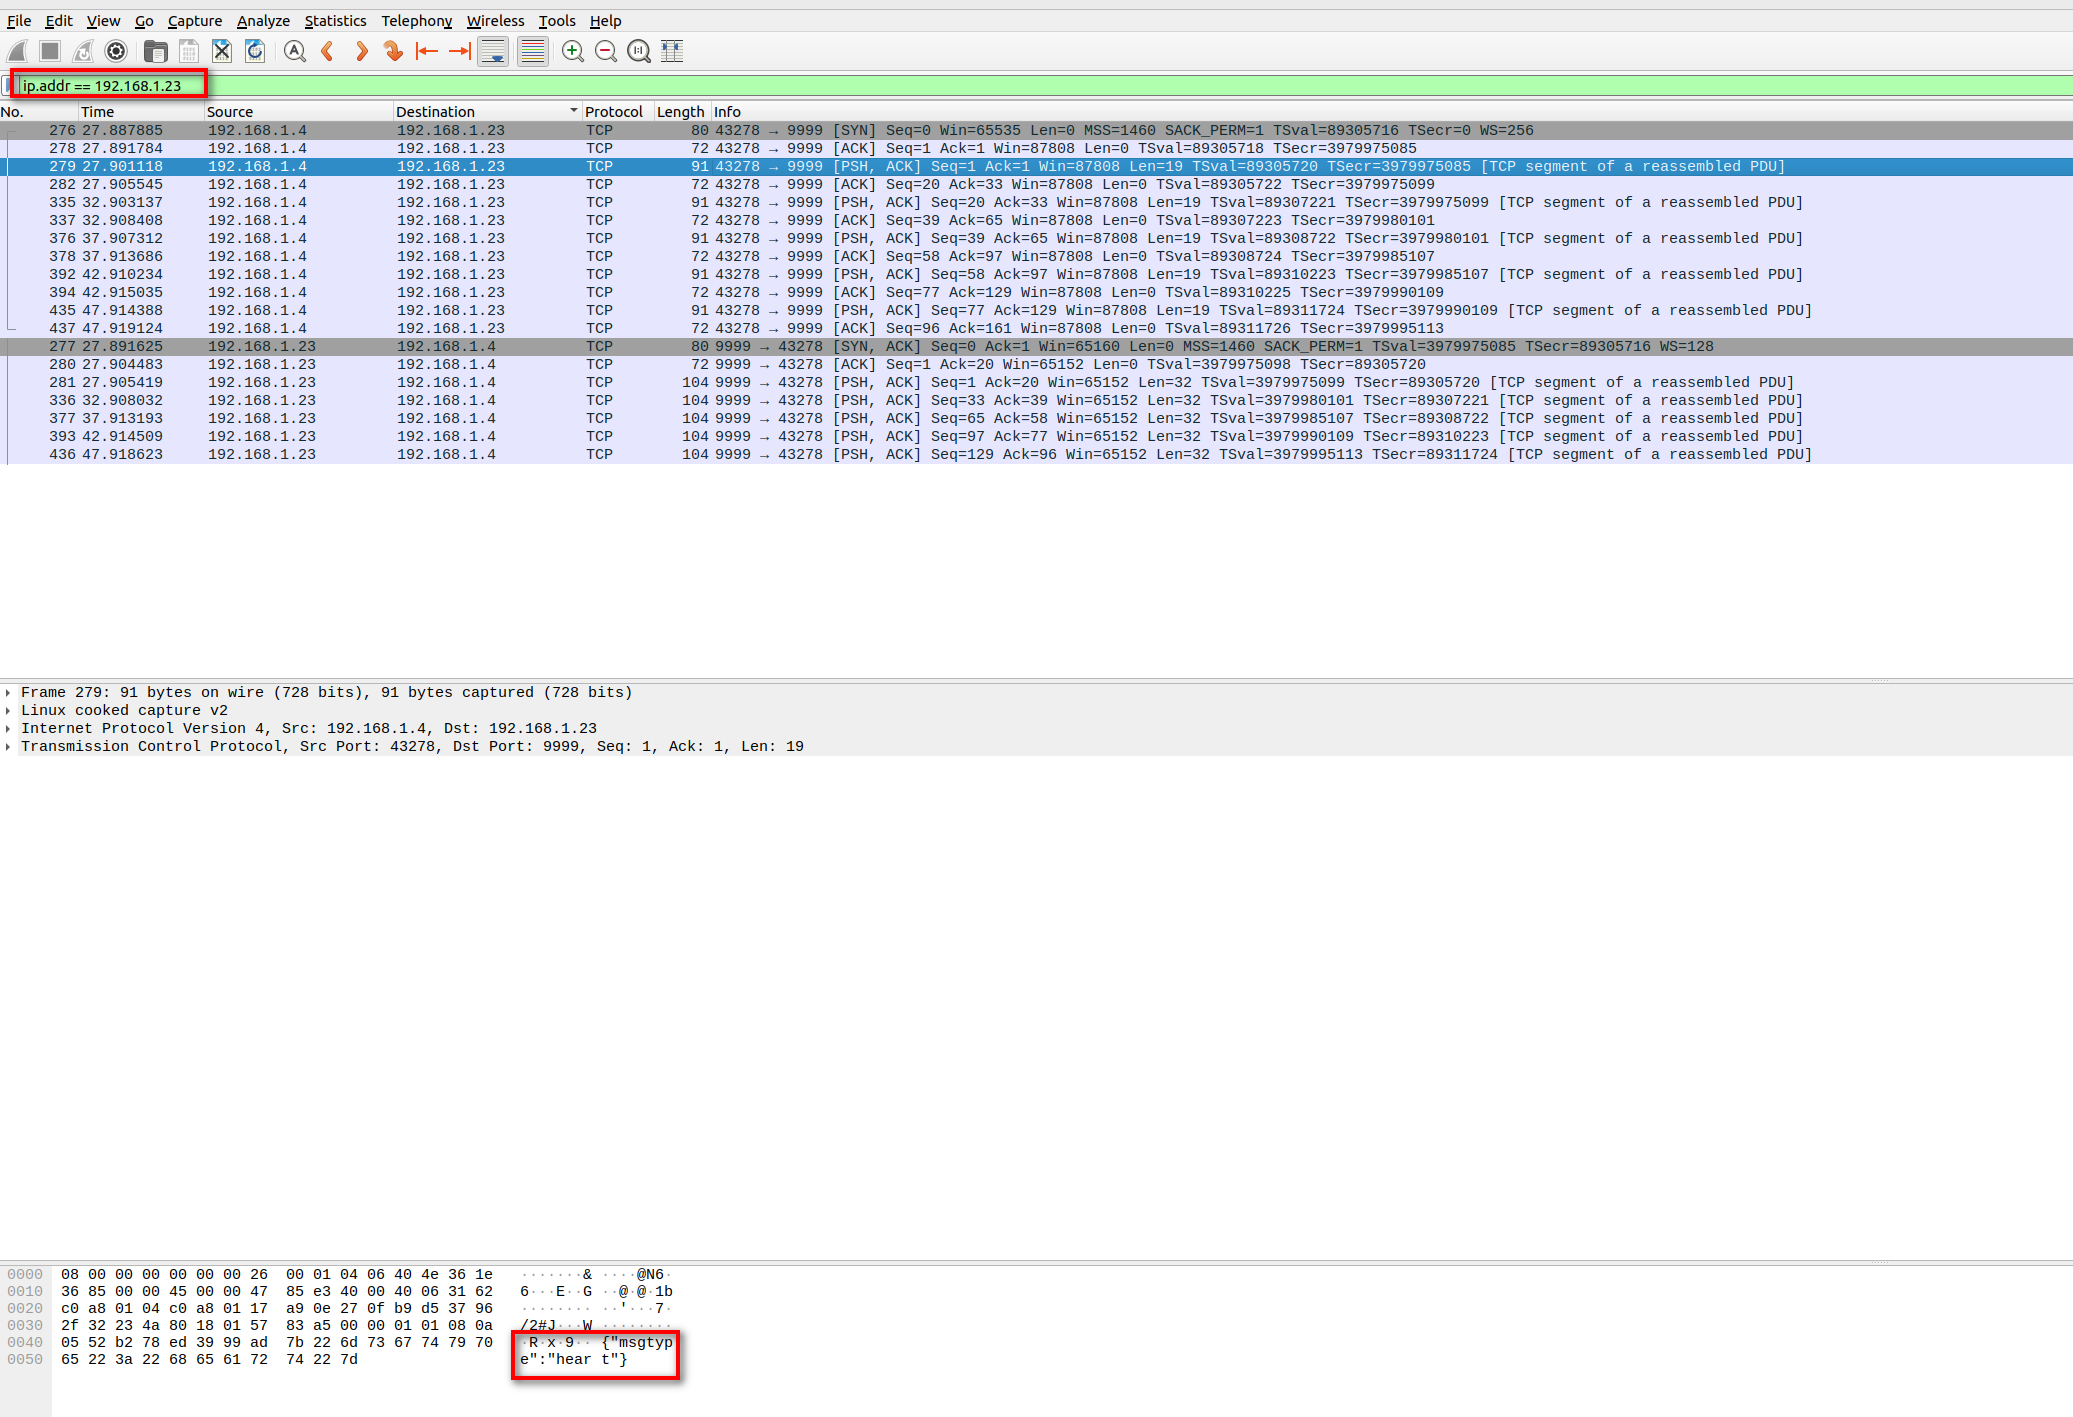 File Edit View Go Capture Analyze Statistics Telephony Wireless Tools Help
ip.addr == 192.168.1.23
No. Time Source Destination Protocol Length Info
276 27.887885 192.168.1.4 192.168.1.23 TCP 80 43278 → 9999 [SYN] Seq=0 Win=65535 Len=0 MSS=1460 SACK_PERM=1 TSval=89305716 TSecr=0 WS=256
278 27.891784 192.168.1.4 192.168.1.23 TCP 72 43278 → 9999 [ACK] Seq=1 Ack=1 Win=87808 Len=0 TSval=89305718 TSecr=3979975085
279 27.901118 192.168.1.4 192.168.1.23 TCP 91 43278 → 9999 [PSH, ACK] Seq=1 Ack=1 Win=87808 Len=19 TSval=89305720 TSecr=3979975085 [TCP segment of a reassembled PDU]
282 27.905545 192.168.1.4 192.168.1.23 TCP 72 43278 → 9999 [ACK] Seq=20 Ack=33 Win=87808 Len=0 TSval=89305722 TSecr=3979975099
335 32.903137 192.168.1.4 192.168.1.23 TCP 91 43278 → 9999 [PSH, ACK] Seq=20 Ack=33 Win=87808 Len=19 TSval=89307221 TSecr=3979975099 [TCP segment of a reassembled PDU]
337 32.908408 192.168.1.4 192.168.1.23 TCP 72 43278 → 9999 [ACK] Seq=39 Ack=65 Win=87808 Len=0 TSval=89307223 TSecr=3979980101
376 37.907312 192.168.1.4 192.168.1.23 TCP 91 43278 → 9999 [PSH, ACK] Seq=39 Ack=65 Win=87808 Len=19 TSval=89308722 TSecr=3979980101 [TCP segment of a reassembled PDU]
378 37.913686 192.168.1.4 192.168.1.23 TCP 72 43278 → 9999 [ACK] Seq=58 Ack=97 Win=87808 Len=0 TSval=89308724 TSecr=3979985107
392 42.910234 192.168.1.4 192.168.1.23 TCP 91 43278 → 9999 [PSH, ACK] Seq=58 Ack=97 Win=87808 Len=19 TSval=89310223 TSecr=3979985107 [TCP segment of a reassembled PDU]
394 42.915035 192.168.1.4 192.168.1.23 TCP 72 43278 → 9999 [ACK] Seq=77 Ack=129 Win=87808 Len=0 TSval=89310225 TSecr=3979990109
435 47.914388 192.168.1.4 192.168.1.23 TCP 91 43278 → 9999 [PSH, ACK] Seq=77 Ack=129 Win=87808 Len=19 TSval=89311724 TSecr=3979990109 [TCP segment of a reassembled PDU]
437 47.919124 192.168.1.4 192.168.1.23 TCP 72 43278 → 9999 [ACK] Seq=96 Ack=161 Win=87808 Len=0 TSval=89311726 TSecr=3979995113
277 27.891625 192.168.1.23 192.168.1.4 TCP 80 9999 → 43278 [SYN, ACK] Seq=0 Ack=1 Win=65160 Len=0 MSS=1460 SACK_PERM=1 TSval=3979975085 TSecr=89305716 WS=128
280 27.904483 192.168.1.23 192.168.1.4 TCP 72 9999 → 43278 [ACK] Seq=1 Ack=20 Win=65152 Len=0 TSval=3979975098 TSecr=89305720
281 27.905419 192.168.1.23 192.168.1.4 TCP 104 9999 → 43278 [PSH, ACK] Seq=1 Ack=20 Win=65152 Len=32 TSval=3979975099 TSecr=89305720 [TCP segment of a reassembled PDU]
336 32.908032 192.168.1.23 192.168.1.4 TCP 104 9999 → 43278 [PSH, ACK] Seq=33 Ack=39 Win=65152 Len=32 TSval=3979980101 TSecr=89307221 [TCP segment of a reassembled PDU]
377 37.913193 192.168.1.23 192.168.1.4 TCP 104 9999 → 43278 [PSH, ACK] Seq=65 Ack=58 Win=65152 Len=32 TSval=3979985107 TSecr=89308722 [TCP segment of a reassembled PDU]
393 42.914509 192.168.1.23 192.168.1.4 TCP 104 9999 → 43278 [PSH, ACK] Seq=97 Ack=77 Win=65152 Len=32 TSval=3979990109 TSecr=89310223 [TCP segment of a reassembled PDU]
436 47.918623 192.168.1.23 192.168.1.4 TCP 104 9999 → 43278 [PSH, ACK] Seq=129 Ack=96 Win=65152 Len=32 TSval=3979995113 TSecr=89311724 [TCP segment of a reassembled PDU]
Frame 279: 91 bytes on wire (728 bits), 91 bytes captured (728 bits)
Linux cooked capture v2
Internet Protocol Version 4, Src: 192.168.1.4, Dst: 192.168.1.23
Transmission Control Protocol, Src Port: 43278, Dst Port: 9999, Seq: 1, Ack: 1, Len: 19
0000 08 00 00 00 00 00 00 26 00 01 04 06 40 4e 36 1e ·······& ····@N6·
0010 36 85 00 00 45 00 00 47 85 e3 40 00 40 06 31 62 6···E··G ··@·@·1b
0020 c0 a8 01 04 c0 a8 01 17 a9 0e 27 0f b9 d5 37 96 ········ ··'···7·
0030 2f 32 23 4a 80 18 01 57 83 a5 00 00 01 01 08 0a /2#J···W ········
0040 05 52 b2 78 ed 39 99 ad 7b 22 6d 73 67 74 79 70 ·R·x·9·· {"msgtyp
0050 65 22 3a 22 68 65 61 72 74 22 7d e":"hear t"}